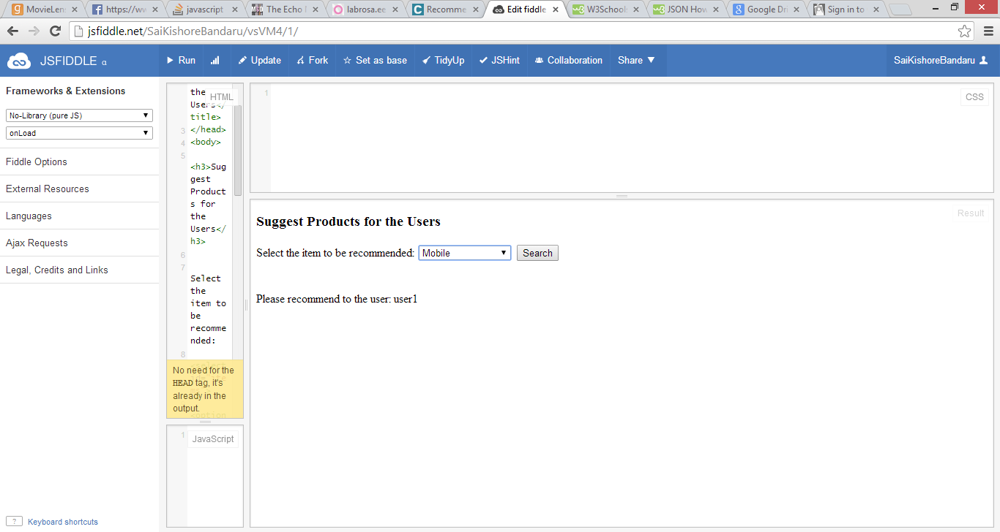 MovieLens
https://ww
javascript
The Echo
labrosa.ee
Recomme
Edit fiddle
W3Schools
JSON How
Google Dri
Sign in to
jsfiddle.net/SaiKishoreBandaru/vsVM4/1/
JSFIDDLE α
Run
Update
Fork
Set as base
TidyUp
JSHint
Collaboration
Share
SaiKishoreBandaru
Frameworks & Extensions
No-Library (pure JS)
onLoad
Fiddle Options
External Resources
Languages
Ajax Requests
Legal, Credits and Links
? Keyboard shortcuts
HTML
the
Users</
title>
3 </head>
4 <body>
5
<h3>Sug
gest
Product
s for
the
Users</
h3>
6
7
Select
the
item to
be
recomme
nded:
8
No need for the
HEAD tag, it's
already in the
output.
1 JavaScript
1
CSS
Result
Suggest Products for the Users
Select the item to be recommended: Mobile Search
Please recommend to the user: user1